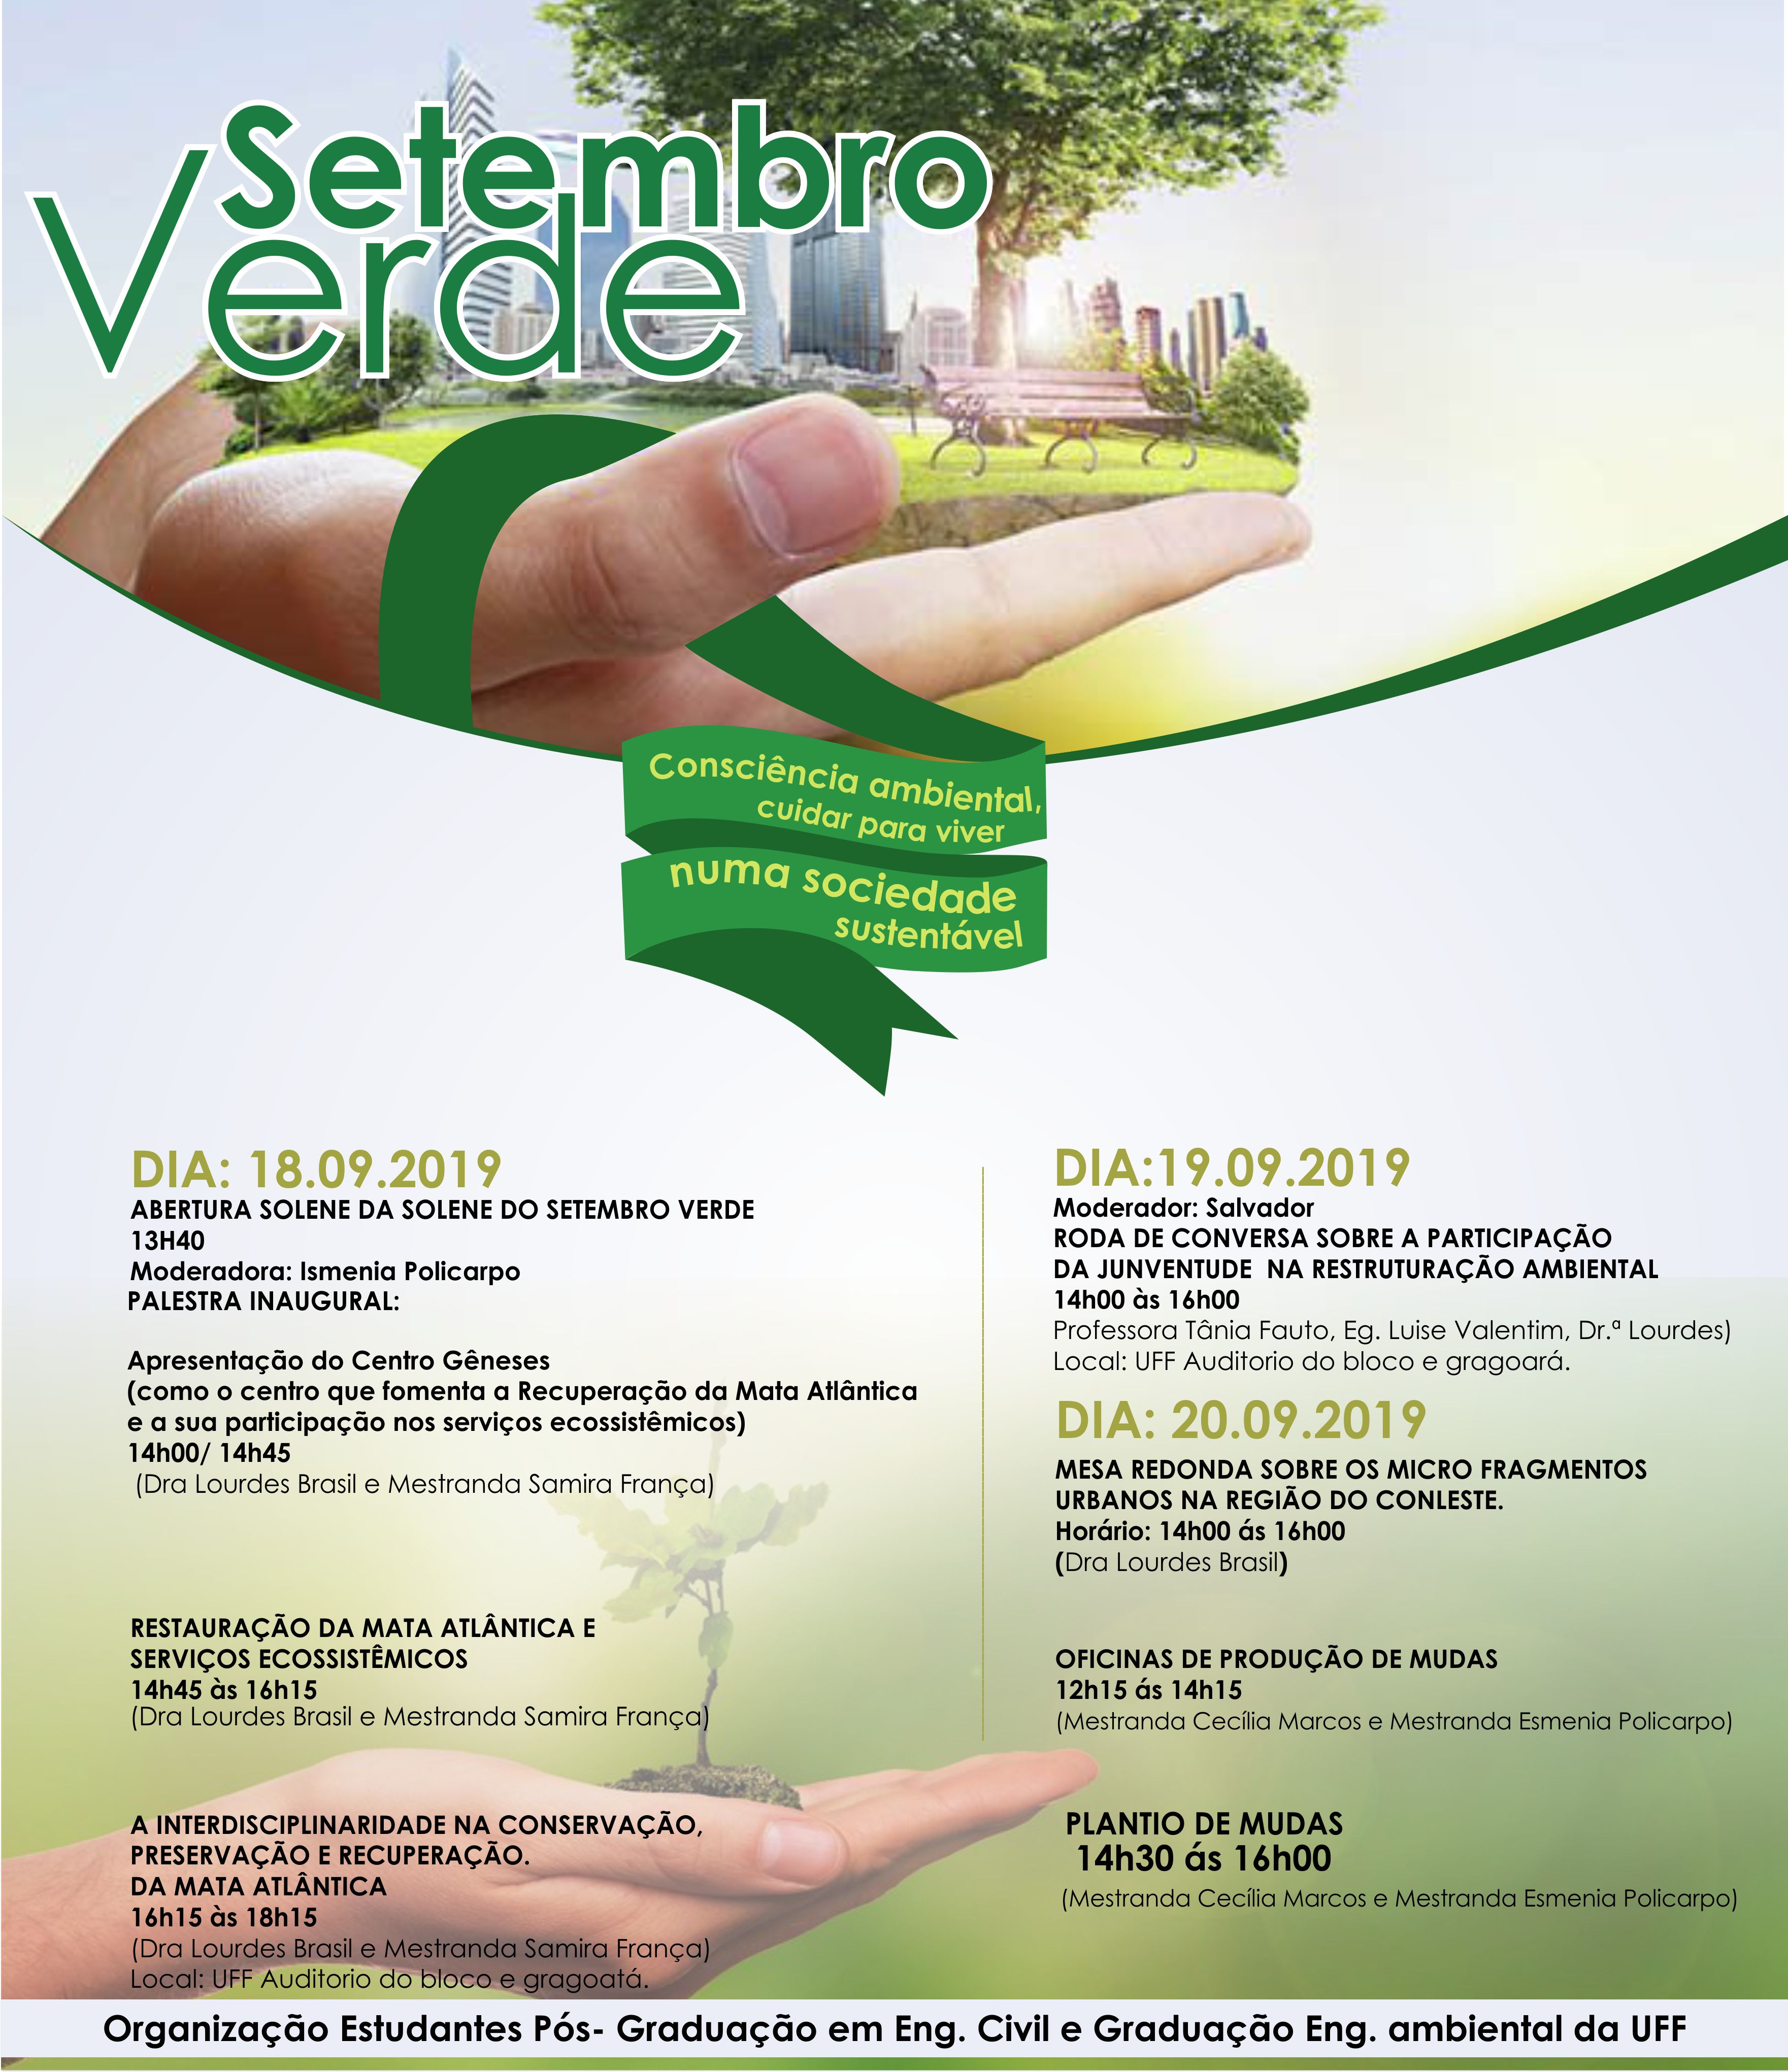 Setembro
Verde
Consciência ambiental,
cuidar para viver
numa sociedade
sustentável
DIA: 18.09.2019
ABERTURA SOLENE DA SOLENE DO SETEMBRO VERDE
13H40
Moderadora: Ismenia Policarpo
PALESTRA INAUGURAL:
Apresentação do Centro Gêneses
(como o centro que fomenta a Recuperação da Mata Atlântica
e a sua participação nos serviços ecossistêmicos)
14h00/ 14h45
(Dra Lourdes Brasil e Mestranda Samira França)
RESTAURAÇÃO DA MATA ATLÂNTICA E
SERVIÇOS ECOSSISTÊMICOS
14h45 às 16h15
(Dra Lourdes Brasil e Mestranda Samira França)
A INTERDISCIPLINARIDADE NA CONSERVAÇÃO,
PRESERVAÇÃO E RECUPERAÇÃO.
DA MATA ATLÂNTICA
16h15 às 18h15
(Dra Lourdes Brasil e Mestranda Samira França)
Local: UFF Auditorio do bloco e gragoatá.
DIA:19.09.2019
Moderador: Salvador
RODA DE CONVERSA SOBRE A PARTICIPAÇÃO
DA JUNVENTUDE NA RESTRUTURAÇÃO AMBIENTAL
14h00 às 16h00
Professora Tânia Fauto, Eg. Luise Valentim, Dr.ª Lourdes)
Local: UFF Auditorio do bloco e gragoará.
DIA: 20.09.2019
MESA REDONDA SOBRE OS MICRO FRAGMENTOS
URBANOS NA REGIÃO DO CONLESTE.
Horário: 14h00 ás 16h00
(Dra Lourdes Brasil)
OFICINAS DE PRODUÇÃO DE MUDAS
12h15 ás 14h15
(Mestranda Cecília Marcos e Mestranda Esmenia Policarpo)
PLANTIO DE MUDAS
14h30 ás 16h00
(Mestranda Cecília Marcos e Mestranda Esmenia Policarpo)
Organização Estudantes Pós- Graduação em Eng. Civil e Graduação Eng. ambiental da UFF